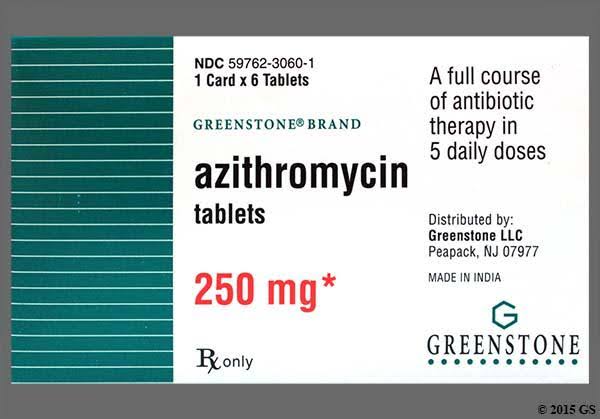 NDC 59762-3060-1
1 Card x 6 Tablets
GREENSTONE® BRAND
azithromycin
tablets
250 mg*
Rx only
A full course
of antibiotic
therapy in
5 daily doses
Distributed by:
Greenstone LLC
Peapack, NJ 07977
MADE IN INDIA
G
GREENSTONE
© 2015 GS